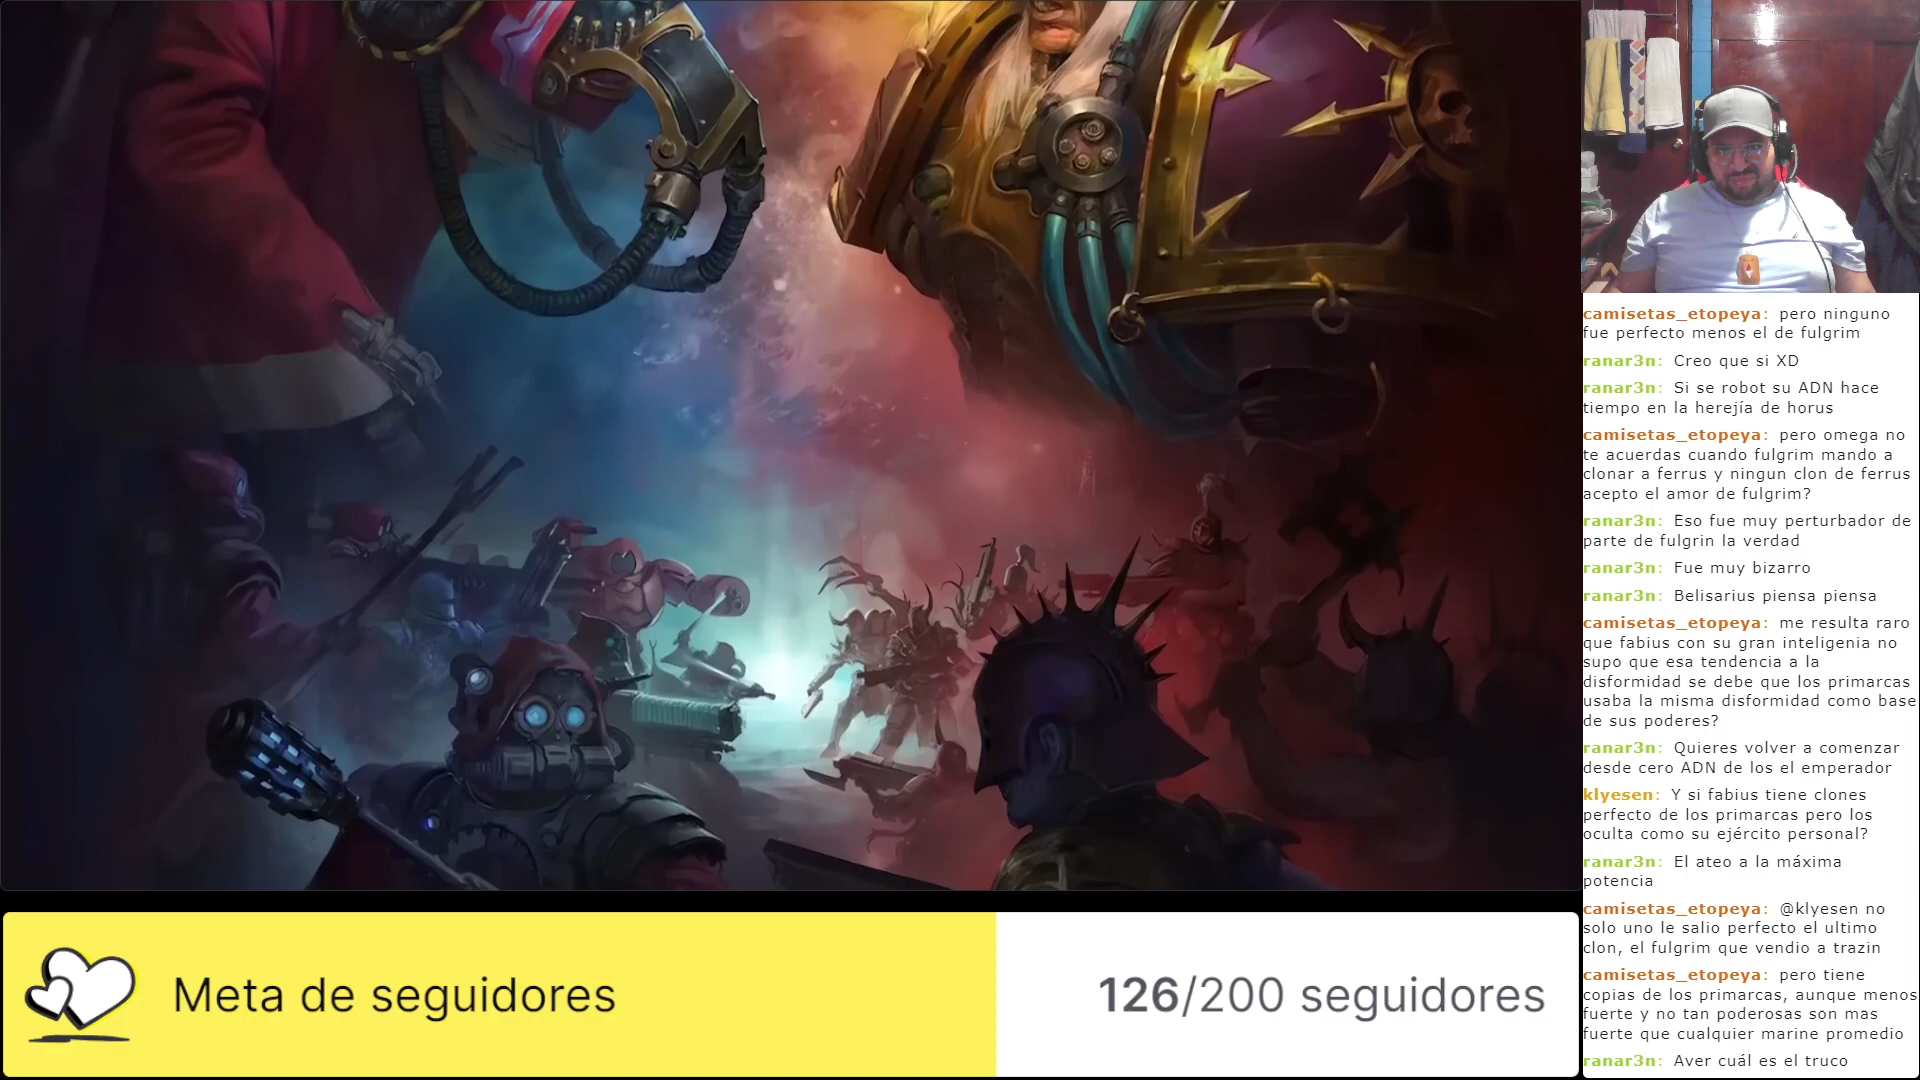 camisetas_etopeya: pero ninguno
fue perfecto menos el de fulgrim
ranar3n: Creo que si XD
ranar3n: Si se robot su ADN hace
tiempo en la herejía de horus
camisetas_etopeya: pero omega no
te acuerdas cuando fulgrim mando a
clonar a ferrus y ningun clon de ferrus
acepto el amor de fulgrim?
ranar3n: Eso fue muy perturbador de
parte de fulgrin la verdad
ranar3n: Fue muy bizarro
ranar3n: Belisarius piensa piensa
camisetas_etopeya: me resulta raro
que fabius con su gran inteligenia no
supo que esa tendencia a la
disformidad se debe que los primarcas
usaba la misma disformidad como base
de sus poderes?
ranar3n: Quieres volver a comenzar
desde cero ADN de los el emperador
klyesen: Y si fabius tiene clones
perfecto de los primarcas pero los
oculta como su ejército personal?
ranar3n: El ateo a la máxima
potencia
camisetas_etopeya: @klyesen no
solo uno le salio perfecto el ultimo
clon, el fulgrim que vendio a trazin
camisetas_etopeya: pero tiene
copias de los primarcas, aunque menos
fuerte y no tan poderosas son mas
fuerte que cualquier marine promedio
ranar3n: Aver cuál es el truco
Meta de seguidores
126/200 seguidores